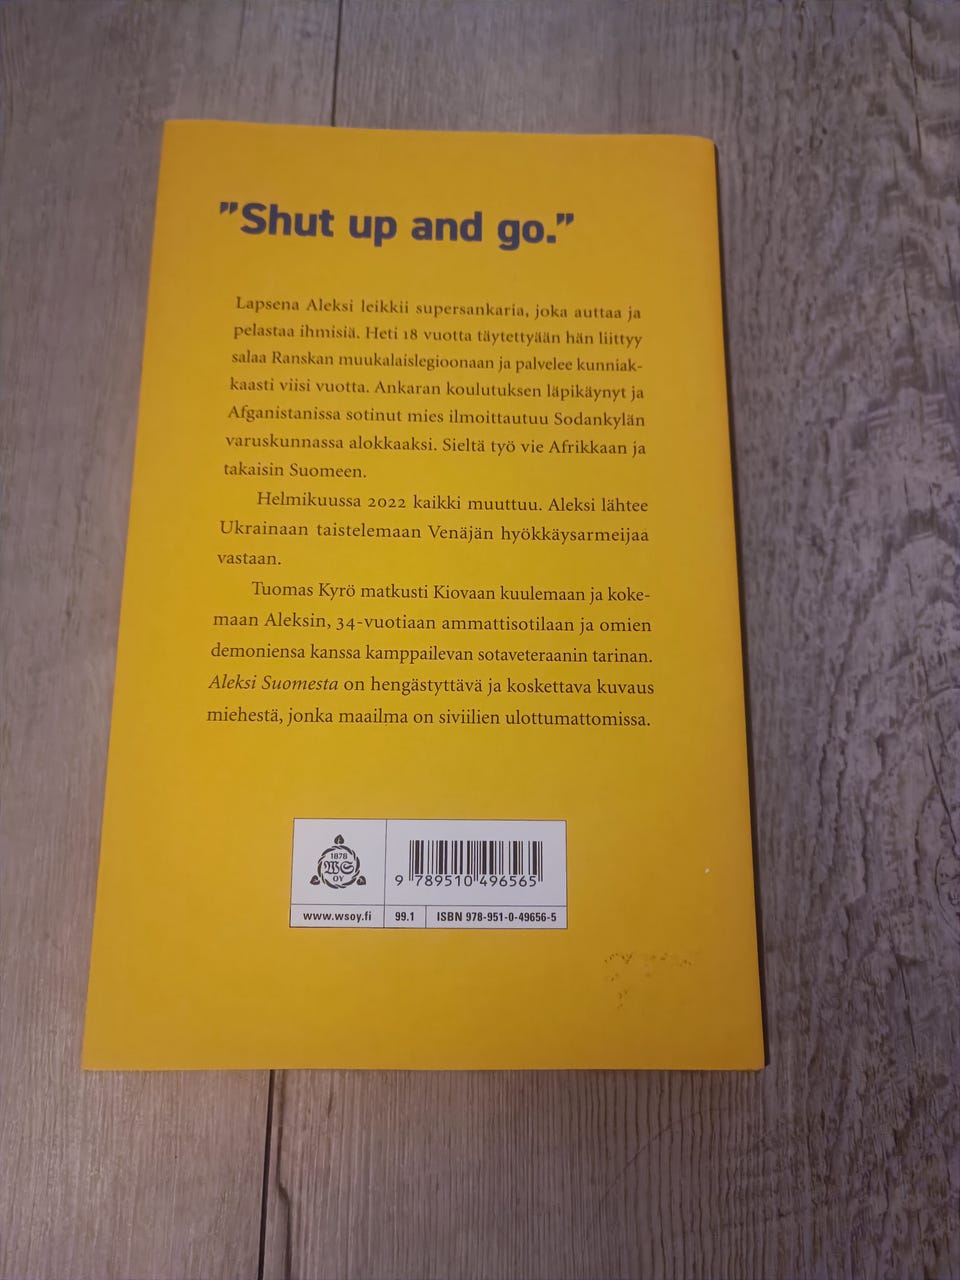 ”Shut up and go.”
Lapsena Aleksi leikkii supersankaria, joka auttaa ja
pelastaa ihmisiä. Heti 18 vuotta täytettyään hän liittyy
salaa Ranskan muukalaislegioonaan ja palvelee kunniak-
kaasti viisi vuotta. Ankaran koulutuksen läpikäynyt ja
Afganistanissa sotinut mies ilmoittautuu Sodankylän
varuskunnassa alokkaaksi. Sieltä työ vie Afrikkaan ja
takaisin Suomeen.
Helmikuussa 2022 kaikki muuttuu. Aleksi lähtee
Ukrainaan taistelemaan Venäjän hyökkäysarmeijaa
vastaan.
Tuomas Kyrö matkusti Kiovaan kuulemaan ja koke-
maan Aleksin, 34-vuotiaan ammattisotilaan ja omien
demoniensa kanssa kamppailevan sotaveteraanin tarinan.
Aleksi Suomesta on hengästyttävä ja koskettava kuvaus
miehestä, jonka maailma on siviilien ulottumattomissa.
1878
WS
OY
9 789510 496565
www.wsoy.fi
99.1
ISBN 978-951-0-49656-5